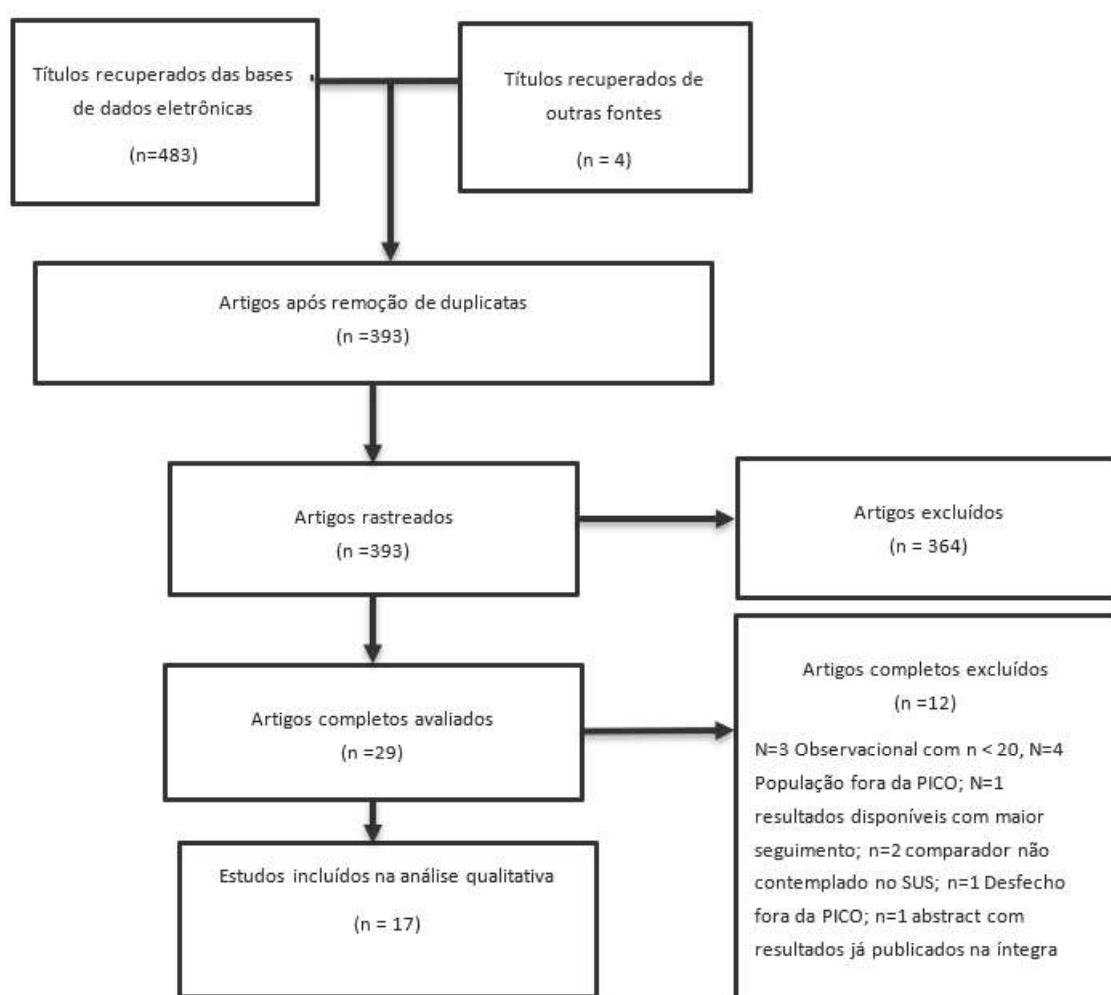 Títulos recuperados das bases
de dados eletrônicas
(n=483)
Títulos recuperados de
outras fontes
(n = 4)
Artigos após remoção de duplicatas
(n =393)
Artigos rastreados
(n =393)
Artigos excluídos
(n = 364)
Artigos completos avaliados
(n =29)
Artigos completos excluídos
(n =12)
N=3 Observacional com n < 20, N=4
População fora da PICO; N=1
resultados disponíveis com maior
seguimento; n=2 comparador não
contemplado no SUS; n=1 Desfecho
fora da PICO; n=1 abstract com
resultados já publicados na íntegra
Estudos incluídos na análise qualitativa
(n = 17)